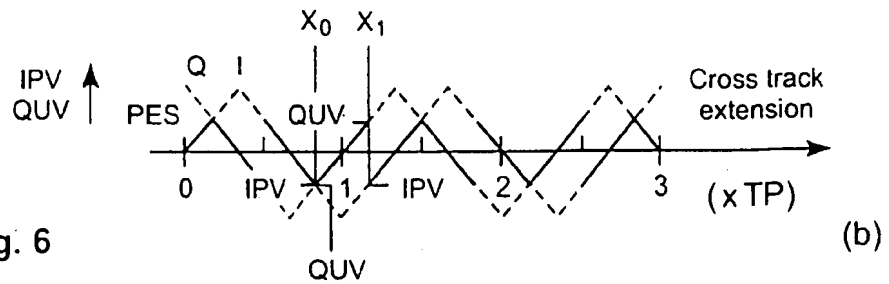 X0 X1
IPV
QUV
Q I
PES
QUV
Cross track
extension
0 IPV 1 IPV 2 3
(xTP)
g. 6
(b)
QUV